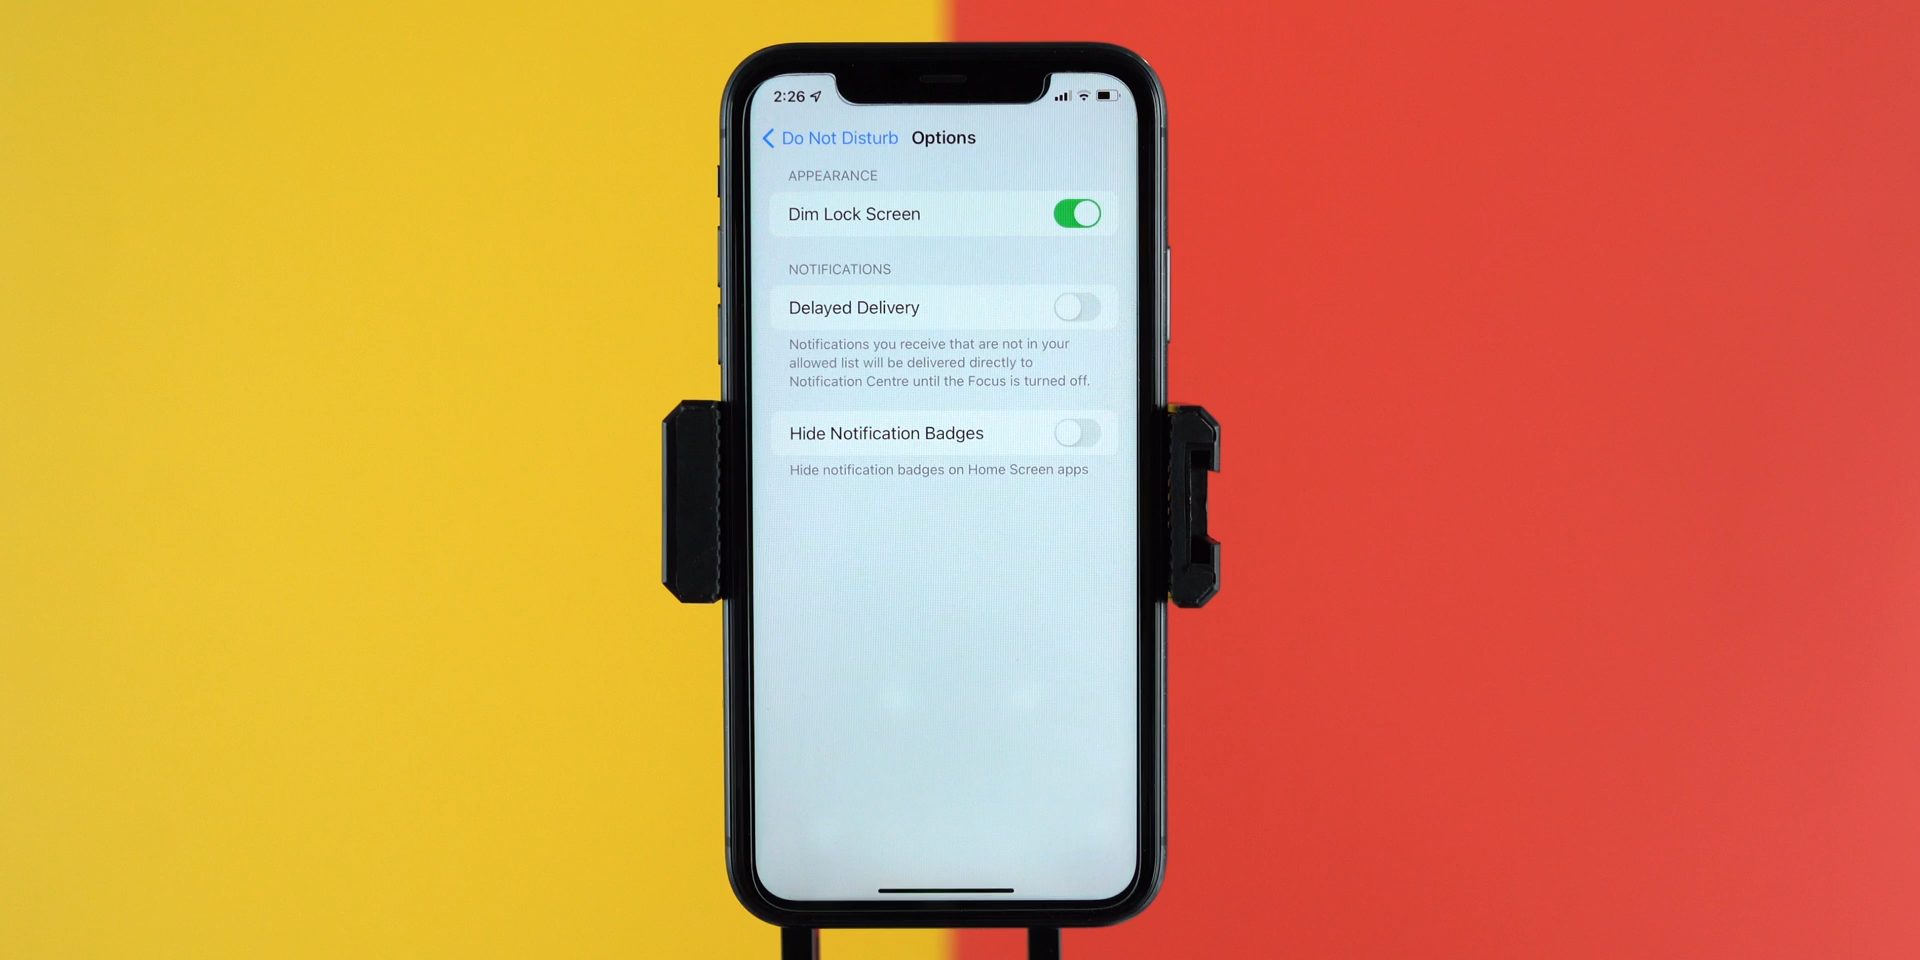 2:26
Do Not Disturb Options
APPEARANCE
Dim Lock Screen
NOTIFICATIONS
Delayed Delivery
Notifications you receive that are not in your
allowed list will be delivered directly to
Notification Centre until the Focus is turned off.
Hide Notification Badges
Hide notification badges on Home Screen apps